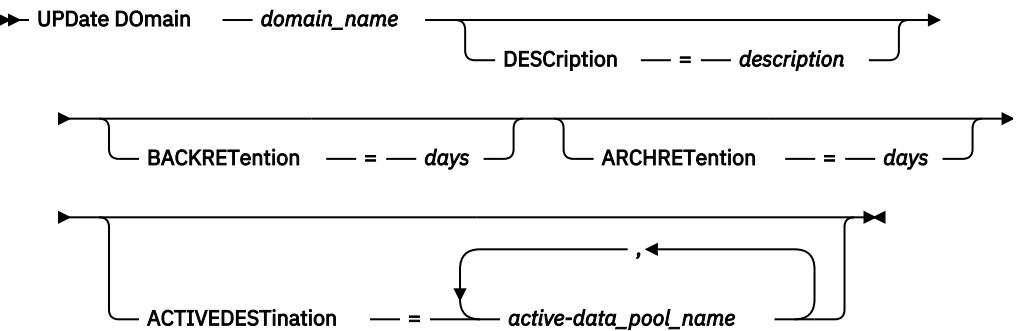 UPDate DOmain domain_name
DESCription = description
BACKRETention = days ARCHRETention = days
,
ACTIVEDESTination = active-data_pool_name